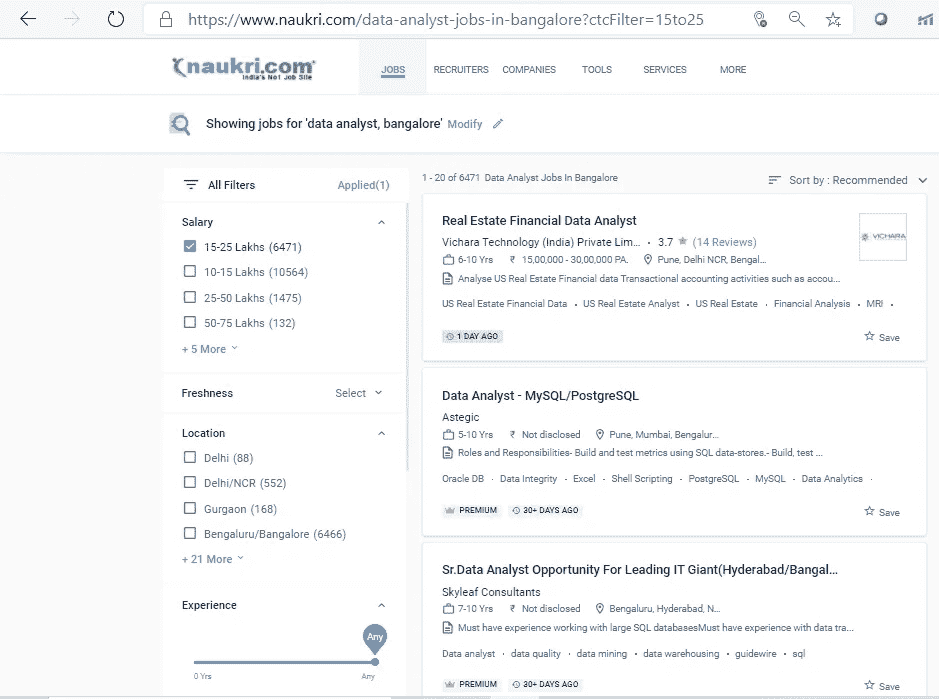 https://www.naukri.com/data-analyst-jobs-in-bangalore?ctcFilter=15to25
naukri.com
India's No1 Job Site
JOBS RECRUITERS COMPANIES TOOLS SERVICES MORE
Showing jobs for 'data analyst, bangalore' Modify
All Filters Applied(1)
Salary
15-25 Lakhs (6471)
10-15 Lakhs (10564)
25-50 Lakhs (1475)
50-75 Lakhs (132)
+ 5 More
Freshness Select
Location
Delhi (88)
Delhi/NCR (552)
Gurgaon (168)
Bengaluru/Bangalore (6466)
+ 21 More
Experience
Any
0 Yrs Any
1 - 20 of 6471 Data Analyst Jobs In Bangalore
Sort by : Recommended
Real Estate Financial Data Analyst
VICHARA
Vichara Technology (India) Private Lim... • 3.7 ★ (14 Reviews)
6-10 Yrs ₹ 15,00,000 - 30,00,000 PA. Pune, Delhi NCR, Bengal...
Analyse US Real Estate Financial data Transactional accounting activities such as accou...
US Real Estate Financial Data • US Real Estate Analyst • US Real Estate • Financial Analysis • MRI •
1 DAY AGO Save
Data Analyst - MySQL/PostgreSQL
Astegic
5-10 Yrs ₹ Not disclosed Pune, Mumbai, Bengalur...
Roles and Responsibilities- Build and test metrics using SQL data-stores.- Build, test ...
Oracle DB • Data Integrity • Excel • Shell Scripting • PostgreSQL • MySQL • Data Analytics •
PREMIUM 30+ DAYS AGO Save
Sr.Data Analyst Opportunity For Leading IT Giant(Hyderabad/Bangal...
Skyleaf Consultants
7-10 Yrs ₹ Not disclosed Bengaluru, Hyderabad, N...
Must have experience working with large SQL databasesMust have experience with data tra...
Data analyst • data quality • data mining • data warehousing • guidewire • sql
PREMIUM 30+ DAYS AGO Save